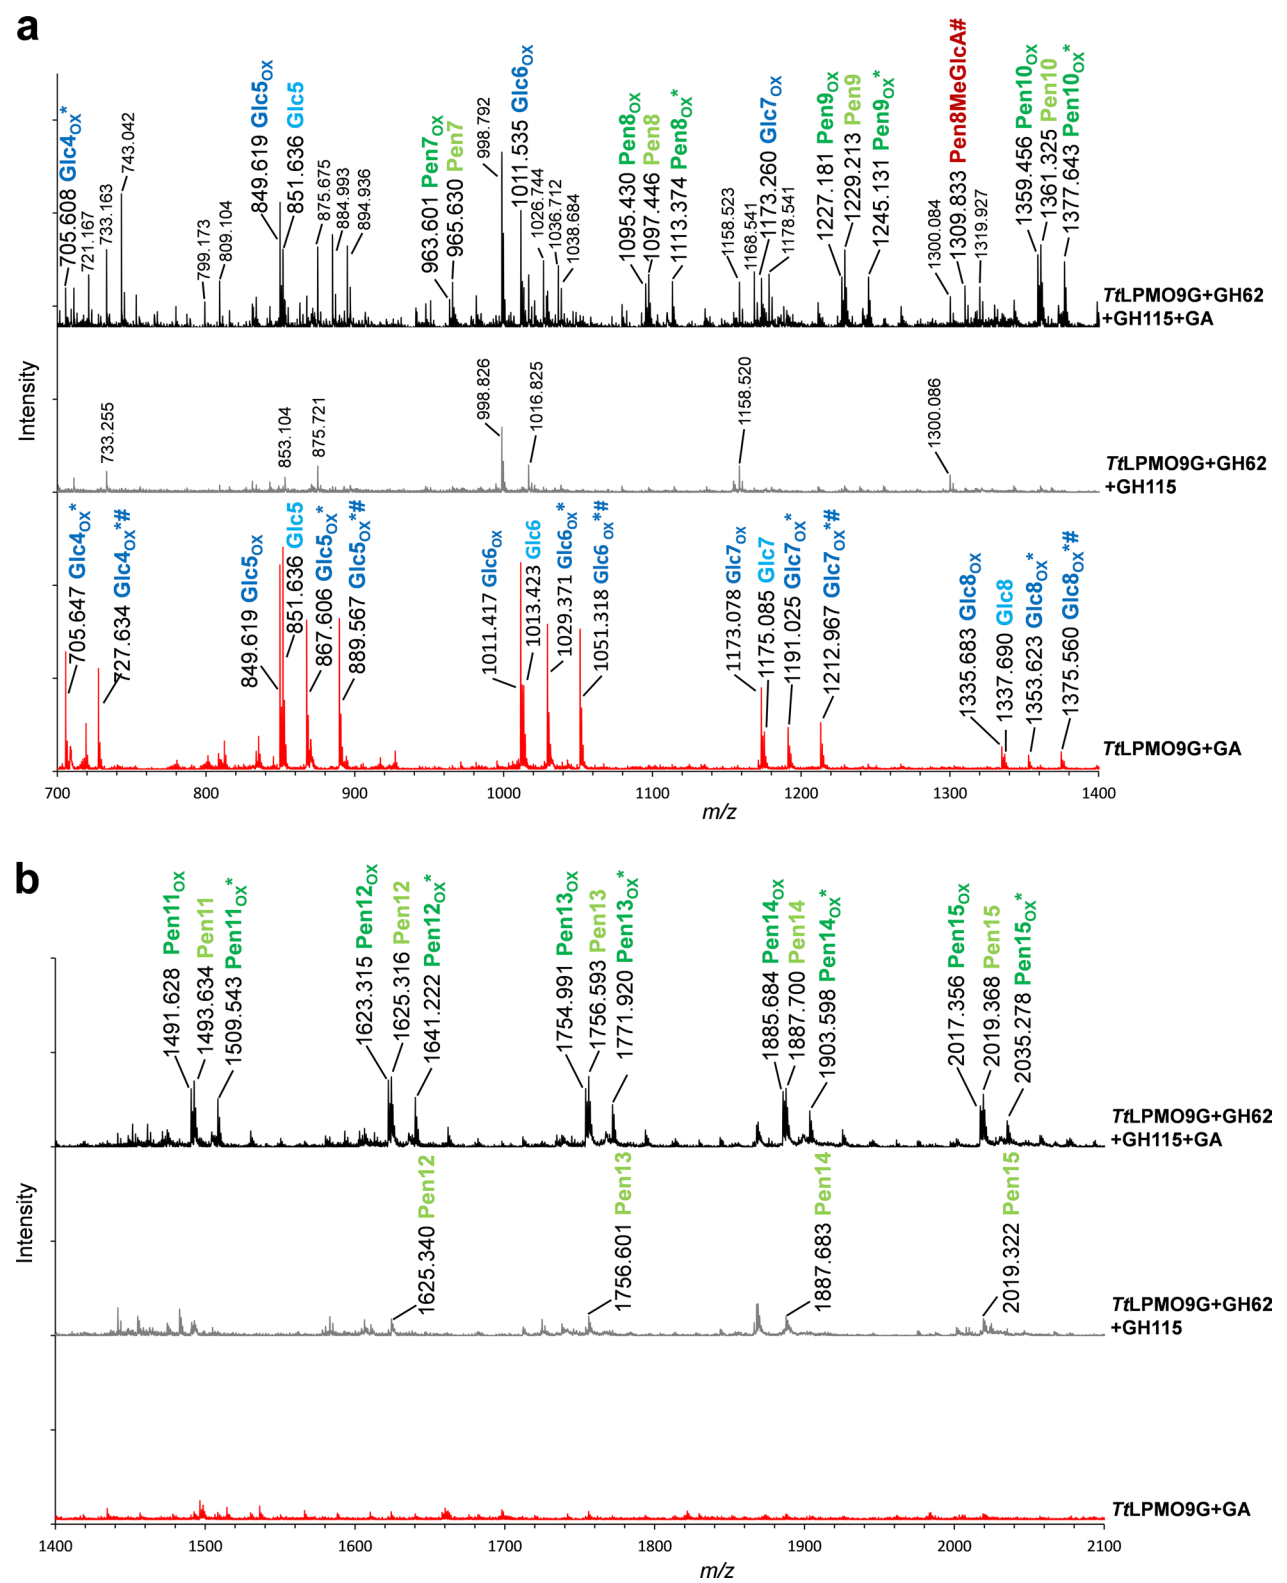 a
705.608 Glc4OX*
721.167
733.163
743.042
799.173
809.104
849.619 Glc5OX
851.636 Glc5
875.675
884.993
894.936
963.601 Pen7OX
965.630 Pen7
998.792
1011.535 Glc6OX
1026.744
1036.712
1038.684
1095.430 Pen8OX
1097.446 Pen8
1113.374 Pen8OX*
1158.523
1168.541
1173.260 Glc7OX
1178.541
1227.181 Pen9OX
1229.213 Pen9
1245.131 Pen9OX*
1300.084
1309.833 Pen8MeGlcA#
1319.927
1359.456 Pen10OX
1361.325 Pen10
1377.643 Pen10OX*
TtLPMO9G+GH62
+GH115+GA
Intensity
733.255
853.104
875.721
998.826
1016.825
1158.520
1300.086
TtLPMO9G+GH62
+GH115
705.647 Glc4OX*
727.634 Glc4OX*#
849.619 Glc5OX
851.636 Glc5
867.606 Glc5OX*
889.567 Glc5OX*#
1011.417 Glc6OX
1013.423 Glc6
1029.371 Glc6OX*
1051.318 Glc6OX*#
1173.078 Glc7OX
1175.085 Glc7
1191.025 Glc7OX*
1212.967 Glc7OX*#
1335.683 Glc8OX
1337.690 Glc8
1353.623 Glc8OX*
1375.560 Glc8OX*#
TtLPMO9G+GA
700 800 900 1000 1100 1200 1300 1400
m/z
b
1491.628 Pen11OX
1493.634 Pen11
1509.543 Pen11OX*
1623.315 Pen12OX
1625.316 Pen12
1641.222 Pen12OX*
1754.991 Pen13OX
1756.593 Pen13
1771.920 Pen13OX*
1885.684 Pen14OX
1887.700 Pen14
1903.598 Pen14OX*
2017.356 Pen15OX
2019.368 Pen15
2035.278 Pen15OX*
TtLPMO9G+GH62
+GH115+GA
Intensity
1625.340 Pen12
1756.601 Pen13
1887.683 Pen14
2019.322 Pen15
TtLPMO9G+GH62
+GH115
TtLPMO9G+GA
1400 1500 1600 1700 1800 1900 2000 2100
m/z